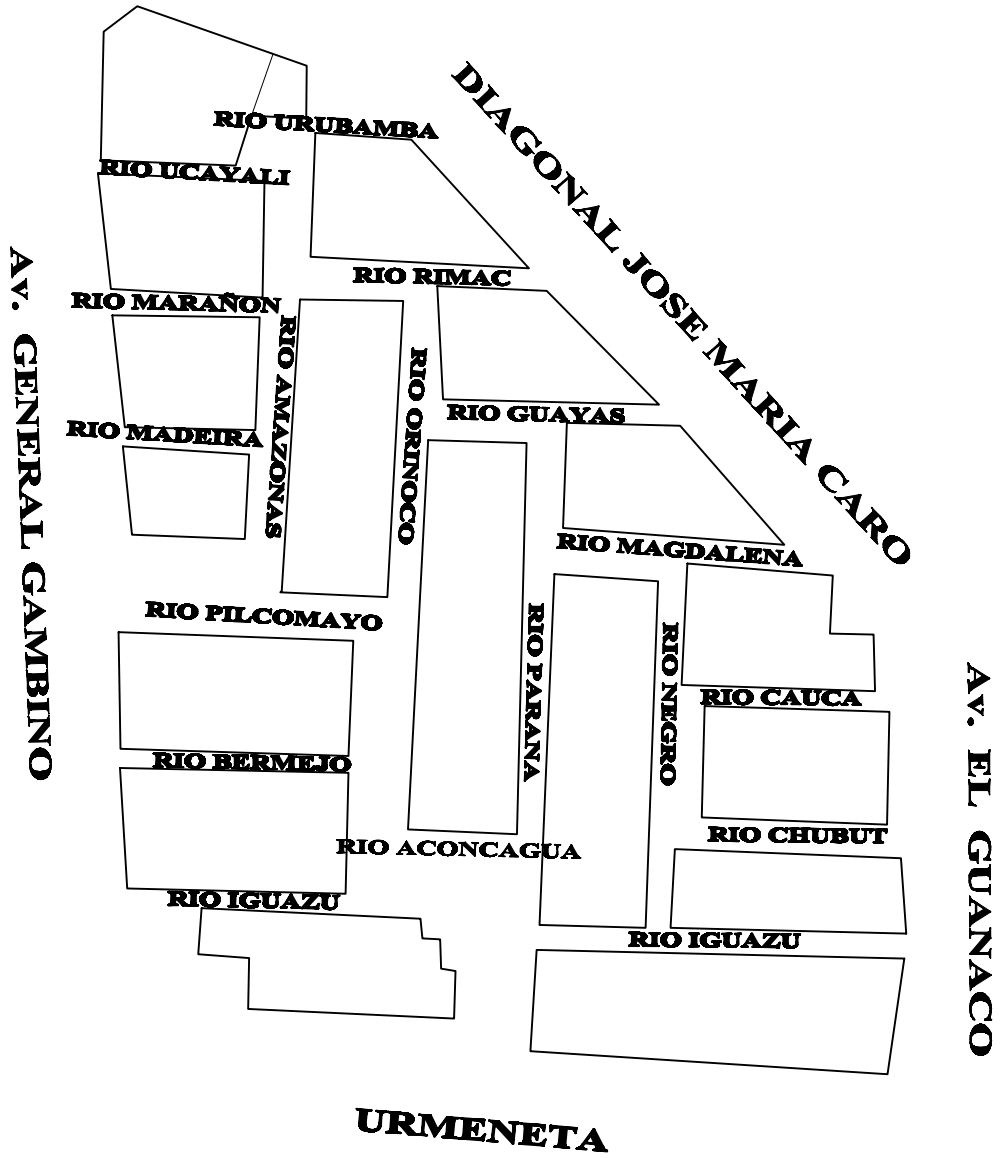 RIO URUBAMBA
DIAGONAL JOSE MARIA CARO
RIO UCAYALI
RIO RIMAC
RIO MARAÑON
Av. GENERAL GAMBINO
RIO AMAZONAS
RIO ORINOCO
RIO GUAYAS
RIO MADEIRA
RIO MAGDALENA
RIO PILCOMAYO
RIO PARANA
RIO NEGRO
RIO CAUCA
Av. EL GUANACO
RIO BERMEJO
RIO CHUBUT
RIO ACONCAGUA
RIO IGUAZU
RIO IGUAZU
URMENETA